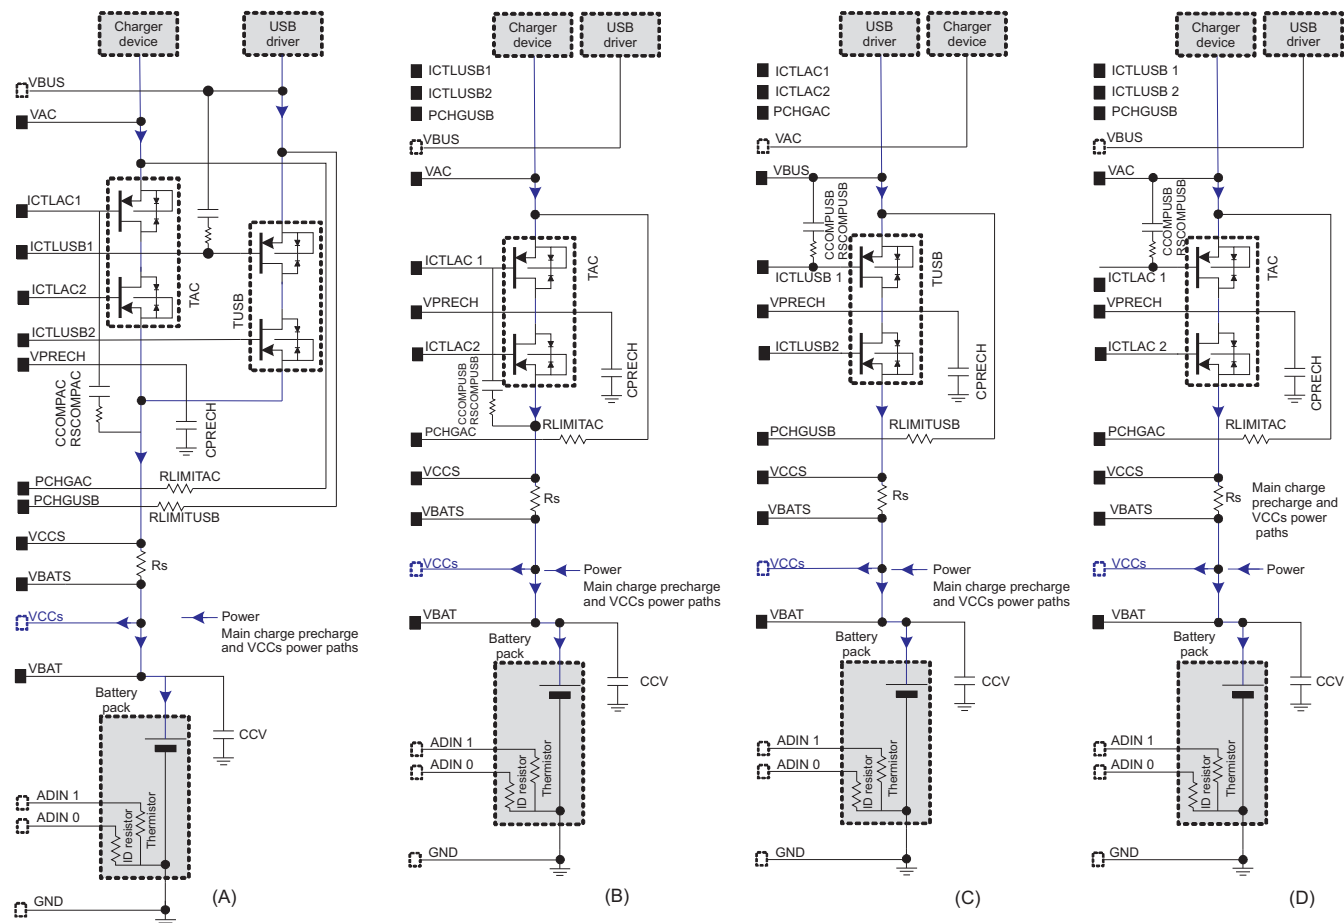 Charger
device
USB
driver
VBUS
VAC
ICTLAC1
ICTLUSB1
ICTLAC2
TAC
TUSB
ICTLUSB2
VPRECH
CCOMPAC
RSCOMPAC
CPRECH
PCHGAC
RLIMITAC
PCHGUSB
RLIMITUSB
VCCS
Rs
VBATS
VCCs
Power
Main charge precharge
and VCCs power paths
VBAT
Battery
pack
CCV
ADIN 1
ADIN 0
ID resistor
Thermistor
GND
(A)
Charger
device
USB
driver
ICTLUSB1
ICTLUSB2
PCHGUSB
VBUS
VAC
ICTLAC 1
TAC
VPRECH
ICTLAC2
CCOMPUSB
RSCOMPUSB
CPRECH
RLIMITAC
PCHGAC
VCCS
Rs
VBATS
VCCs
Power
Main charge precharge
and VCCs power paths
VBAT
Battery
pack
CCV
ADIN 1
ADIN 0
ID resistor
Thermistor
GND
(B)
USB
driver
Charger
device
ICTLAC1
ICTLAC2
PCHGAC
VAC
VBUS
CCOMPUSB
RSCOMPUSB
ICTLUSB 1
TUSB
VPRECH
ICTLUSB2
CPRECH
RLIMITUSB
PCHGUSB
VCCS
Rs
VBATS
VCCs
Power
Main charge precharge
and VCCs power paths
VBAT
Battery
pack
CCV
ADIN 1
ADIN 0
ID resistor
Thermistor
GND
(C)
Charger
device
USB
driver
ICTLUSB 1
ICTLUSB 2
PCHGUSB
VBUS
VAC
CCOMPUSB
RSCOMPUSB
ICTLAC 1
TAC
VPRECH
ICTLAC 2
CPRECH
RLIMITAC
PCHGAC
VCCS
Rs
VBATS
Main charge
precharge and
VCCs power
paths
VCCs
Power
VBAT
Battery
pack
CCV
ADIN 1
ADIN 0
ID resistor
Thermistor
GND
(D)